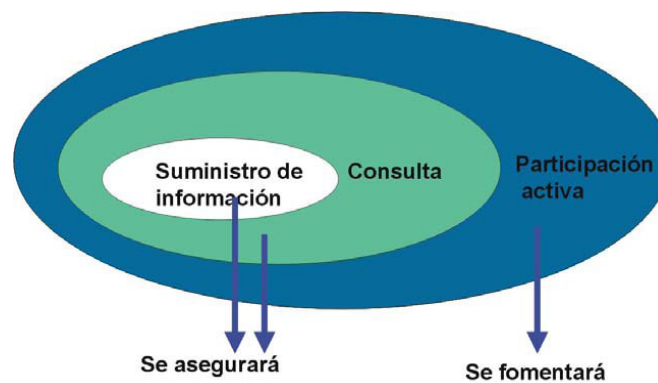 Suministro de
información
Consulta
Participación
activa
Se asegurará
Se fomentará